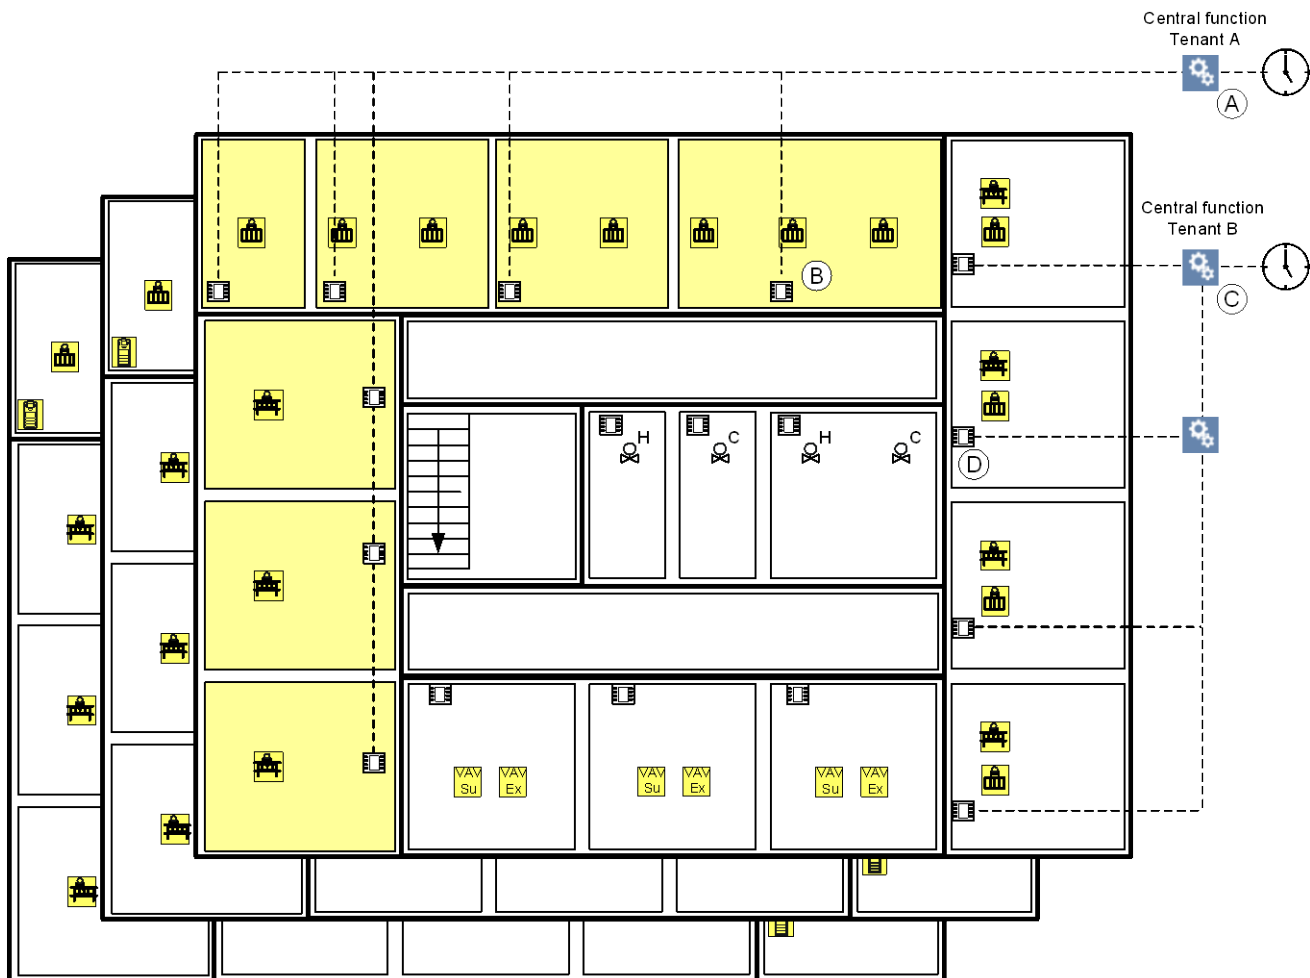 Central function
Tenant A
A
Central function
Tenant B
B
C
H
C
H
C
D
VAV
Su
VAV
Ex
VAV
Su
VAV
Ex
VAV
Su
VAV
Ex